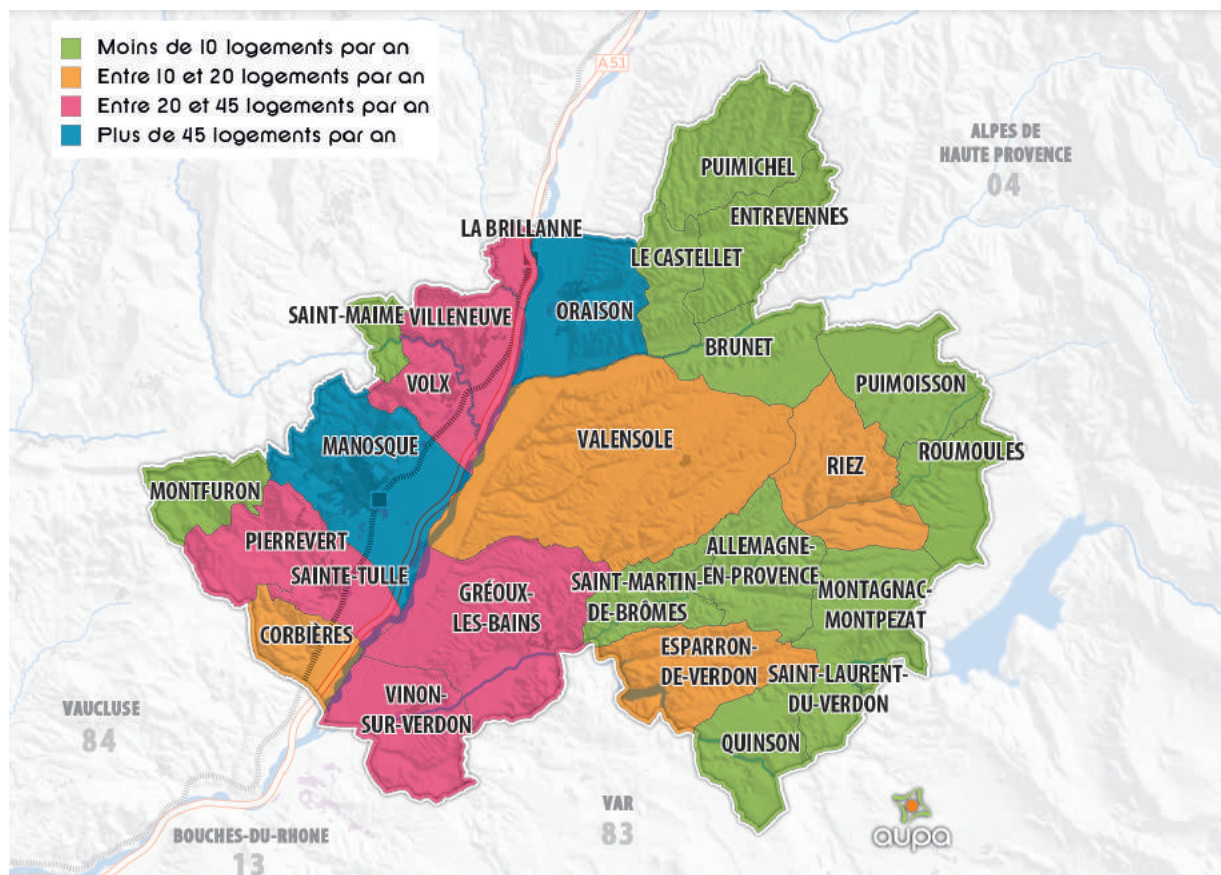 Moins de 10 logements par an
Entre 10 et 20 logements par an
Entre 20 et 45 logements par an
Plus de 45 logements par an
A 51
ALPES DE
HAUTE PROVENCE
04
PUIMICHEL
ENTREVENNES
LA BRILLANNE
LE CASTELLET
SAINT-MAIME
VILLENEUVE
ORAISON
BRUNET
VOLX
PUIMOISSON
MANOSQUE
VALENSOLE
RIEZ
ROUMOULES
MONTFURON
PIERREVERT
SAINTE-TULLE
GRÉOUX-
LES-BAINS
SAINT-MARTIN
DE-BRÔMES
ALLEMAGNE-
EN-PROVENCE
MONTAGNAC-
MONTPEZAT
CORBIÈRES
ESPARRON-
DE-VERDON
SAINT-LAURENT-
DU-VERDON
VINON-
SUR-VERDON
QUINSON
VAUCLUSE
84
VAR
83
BOUCHES-DU-RHONE
13
aupa